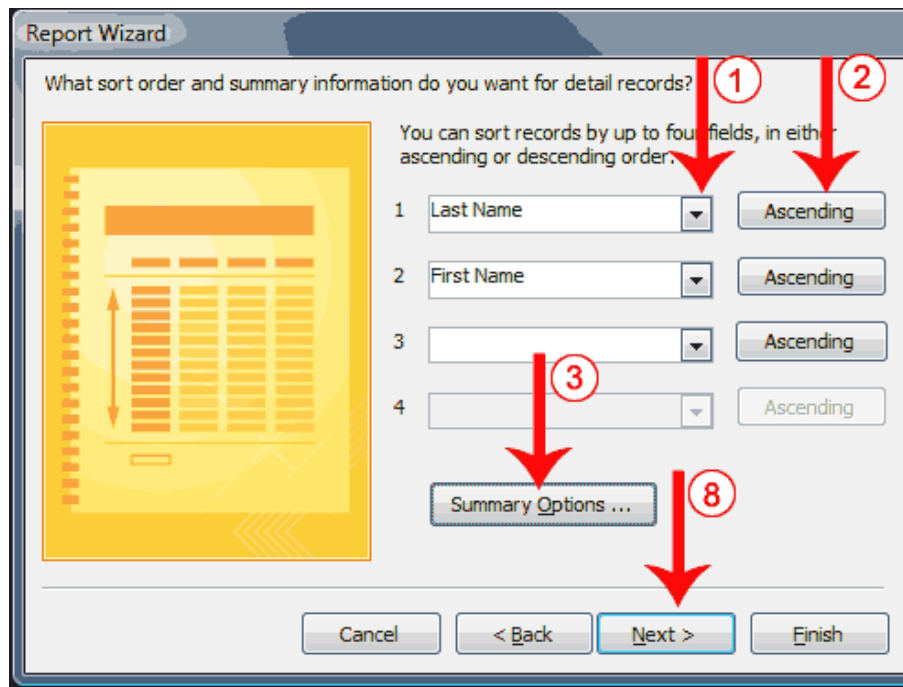 Report Wizard
What sort order and summary information do you want for detail records?
1
2
You can sort records by up to four fields, in either
ascending or descending order.
1 Last Name Ascending
2 First Name Ascending
3 Ascending
3
4 Ascending
Summary Options ...
8
Cancel < Back Next > Finish